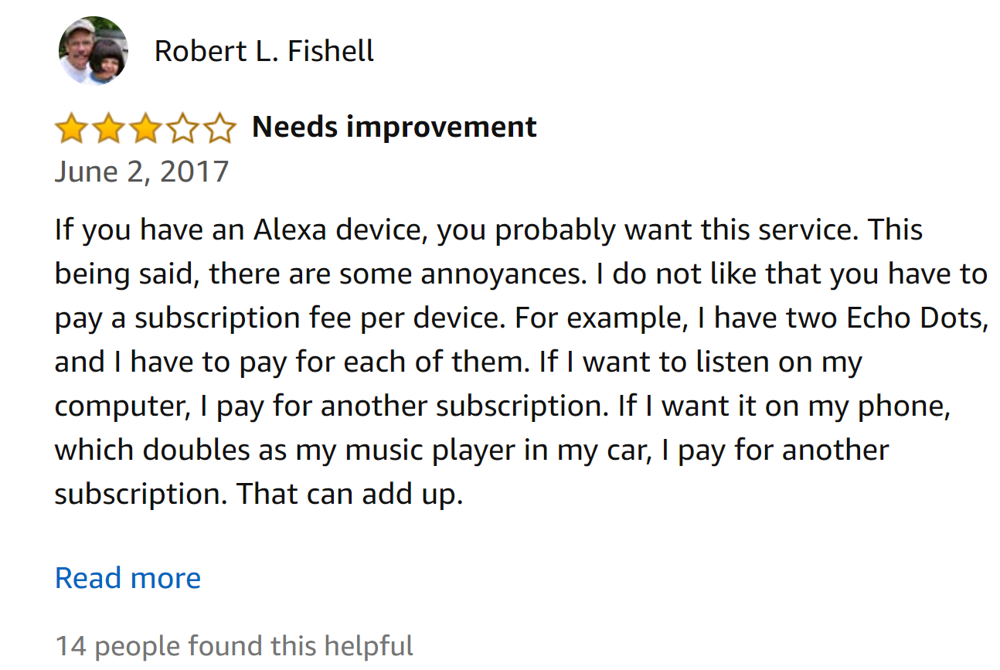 Robert L. Fishell
Needs improvement
June 2, 2017
If you have an Alexa device, you probably want this service. This
being said, there are some annoyances. I do not like that you have to
pay a subscription fee per device. For example, I have two Echo Dots,
and I have to pay for each of them. If I want to listen on my
computer, I pay for another subscription. If I want it on my phone,
which doubles as my music player in my car, I pay for another
subscription. That can add up.
Read more
14 people found this helpful